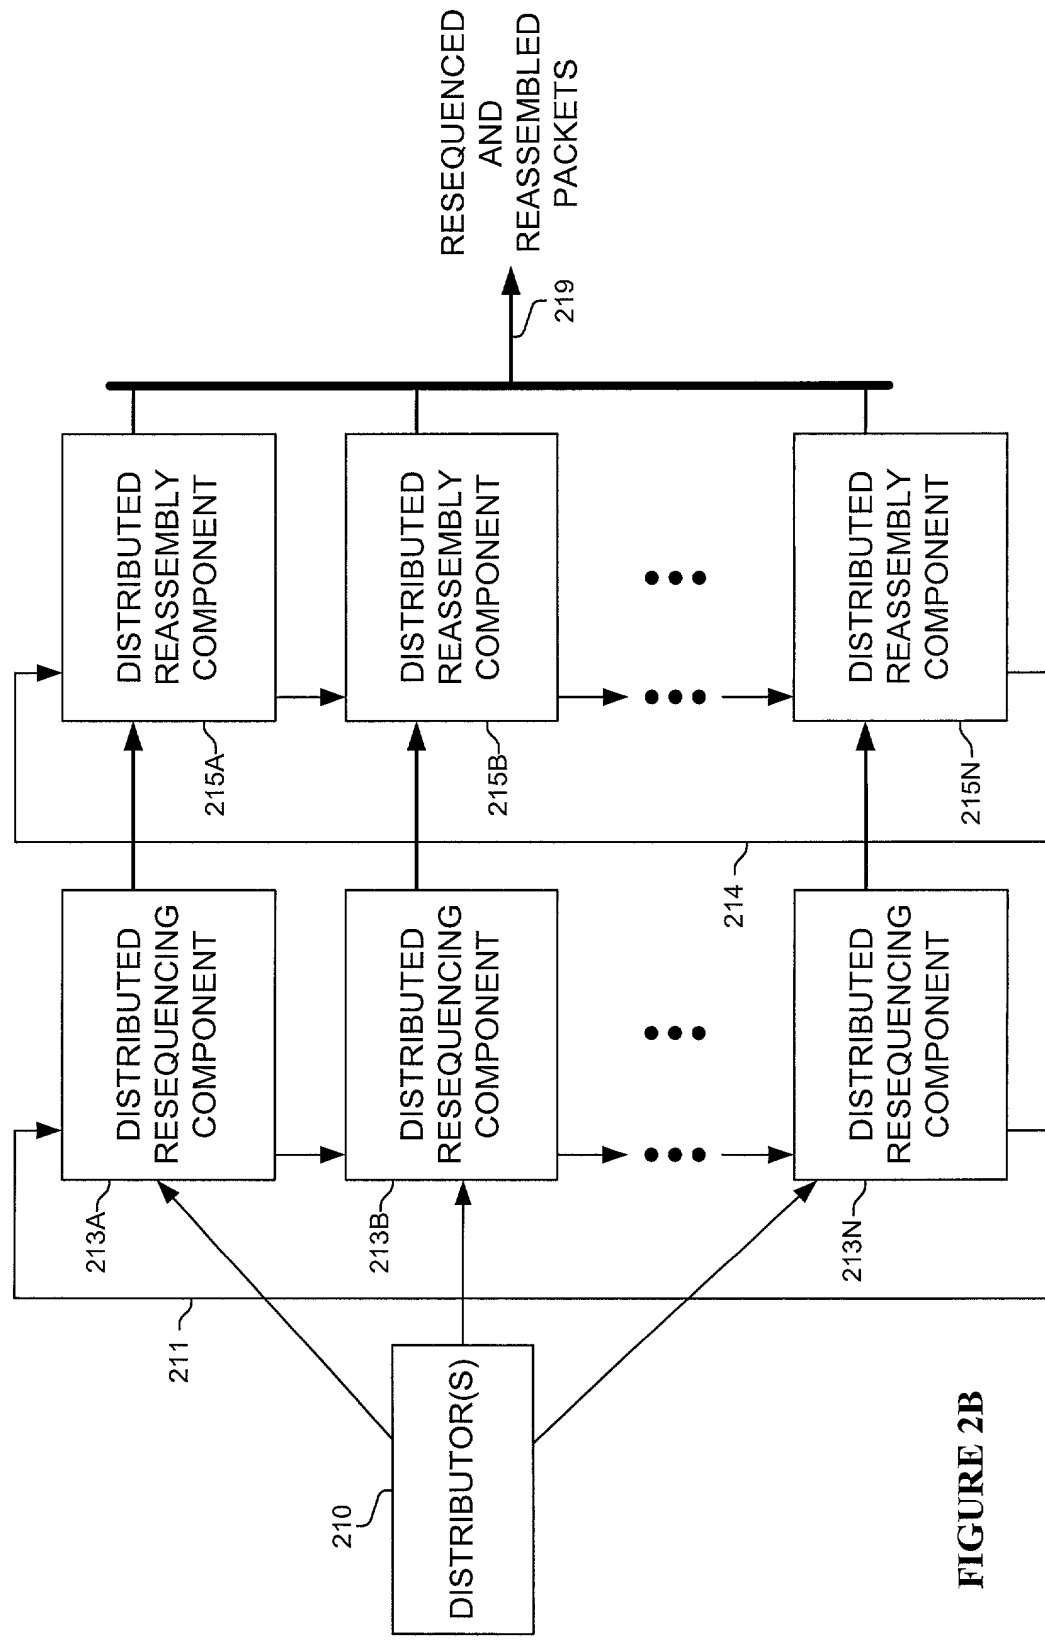 DISTRIBUTOR(S)
210
211
DISTRIBUTED
RESEQUENCING
COMPONENT
213A
DISTRIBUTED
RESEQUENCING
COMPONENT
213B
DISTRIBUTED
RESEQUENCING
COMPONENT
213N
214
DISTRIBUTED
REASSEMBLY
COMPONENT
215A
DISTRIBUTED
REASSEMBLY
COMPONENT
215B
DISTRIBUTED
REASSEMBLY
COMPONENT
215N
219
RESEQUENCED
AND
REASSEMBLED
PACKETS
FIGURE 2B